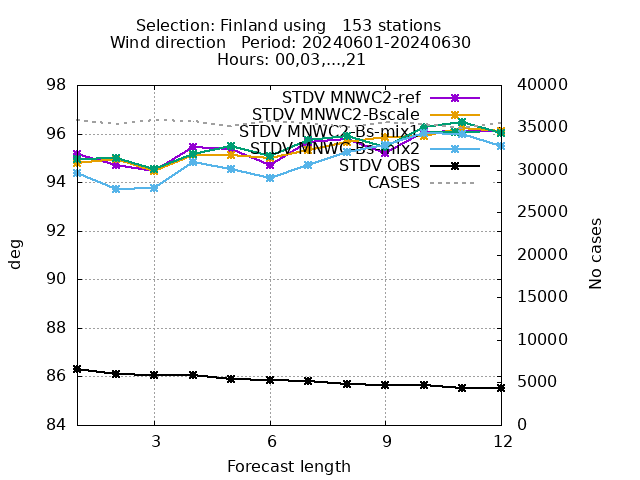 Selection: Finland using   153 stations
Wind direction   Period: 20240601-20240630
Hours: 00,03,...,21
98
96
94
92
90
88
86
84
deg
40000
35000
30000
25000
20000
15000
10000
5000
0
No cases
STDV MNWC2-ref
STDV MNWC2-Bscale
STDV MNWC2-Bs-mix1
STDV MNWC-Bs-mix2
STDV OBS
CASES
3
6
9
12
Forecast length